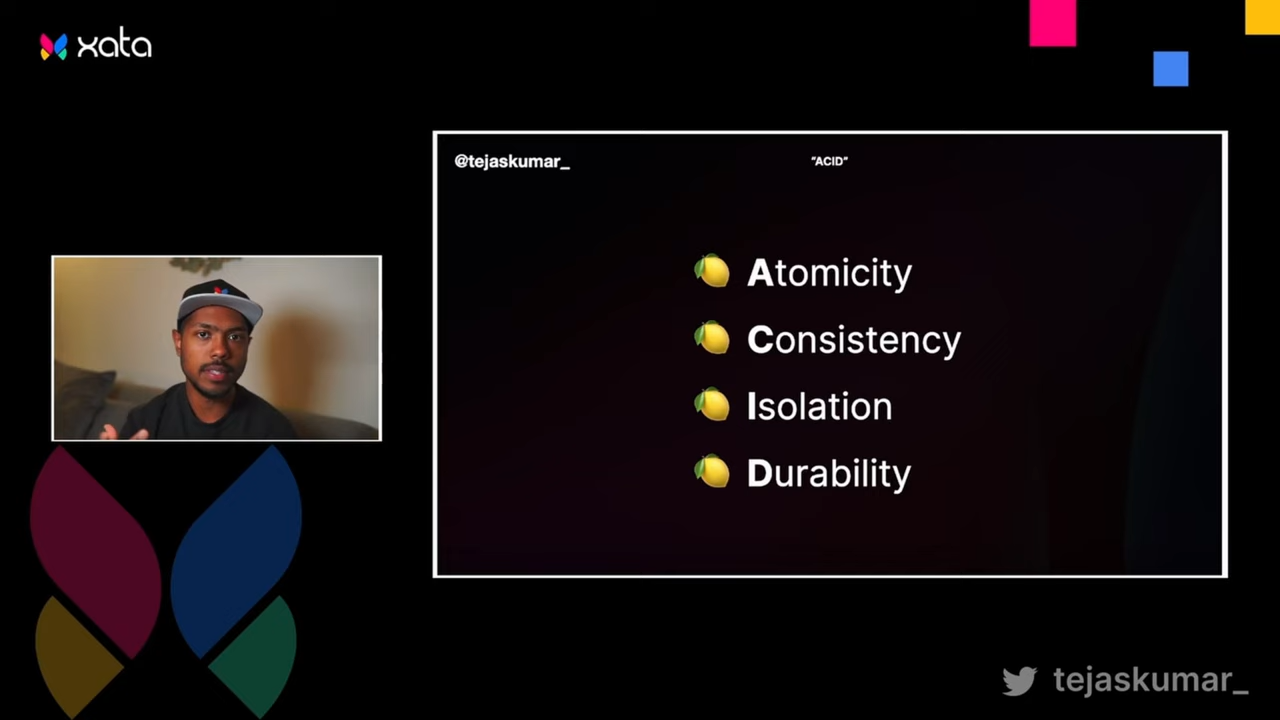 xata
@tejaskumar_
"ACID"
Atomicity
Consistency
Isolation
Durability
tejaskumar_